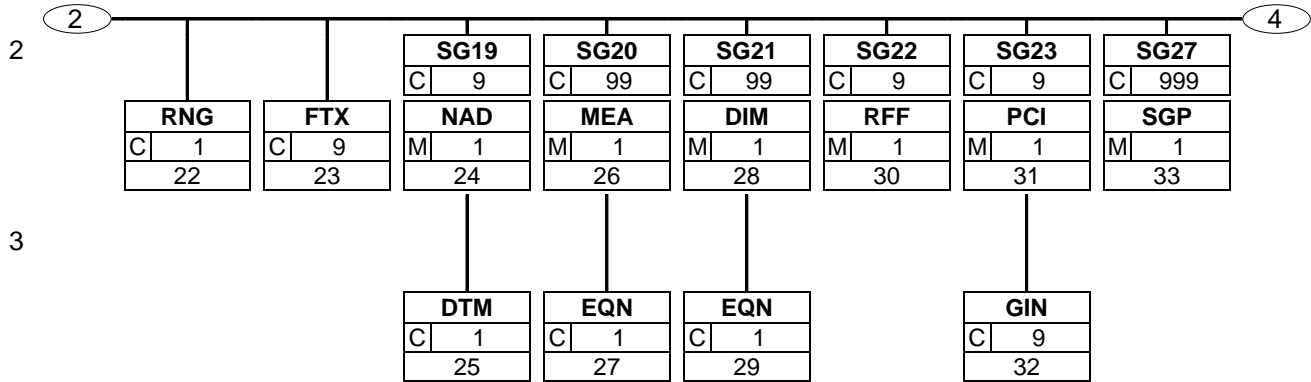 2 4
2 SG19 SG20 SG21 SG22 SG23 SG27
C 9 C 99 C 99 C 9 C 9 C 999
RNG FTX NAD MEA DIM RFF PCI SGP
C 1 C 9 M 1 M 1 M 1 M 1 M 1 M 1
22 23 24 26 28 30 31 33
3
DTM EQN EQN GIN
C 1 C 1 C 1 C 9
25 27 29 32